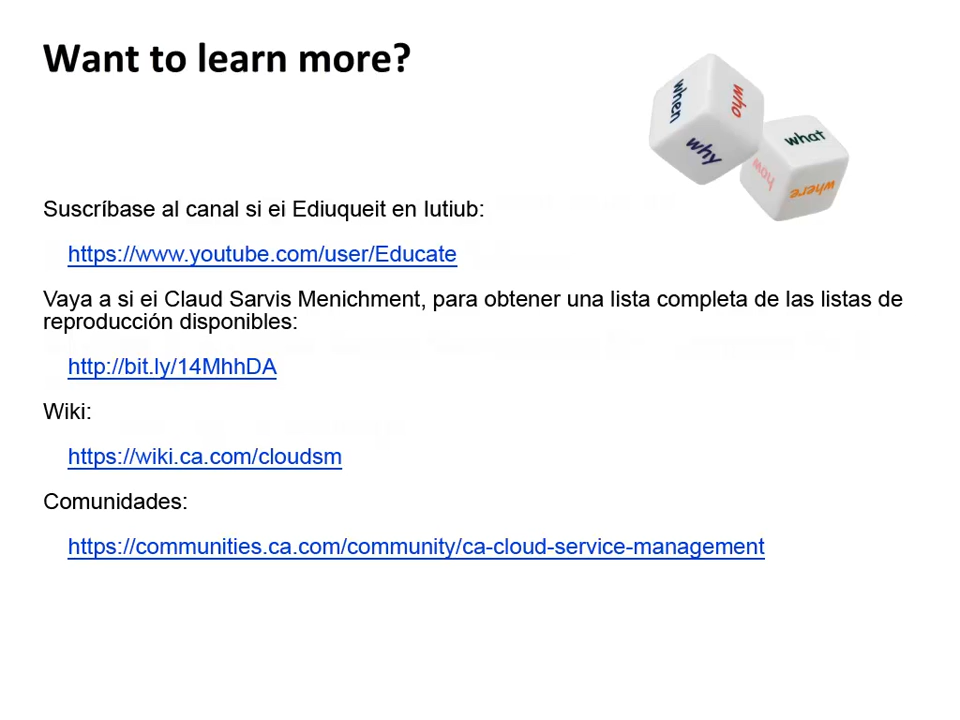 Want to learn more?
when
who
why
what
how
where
Suscríbase al canal si ei Ediuqueit en Iutiub:
https://www.youtube.com/user/Educate
Vaya a si ei Claud Sarvis Menichment, para obtener una lista completa de las listas de
reproducción disponibles:
http://bit.ly/14MhhDA
Wiki:
https://wiki.ca.com/cloudsm
Comunidades:
https://communities.ca.com/community/ca-cloud-service-management